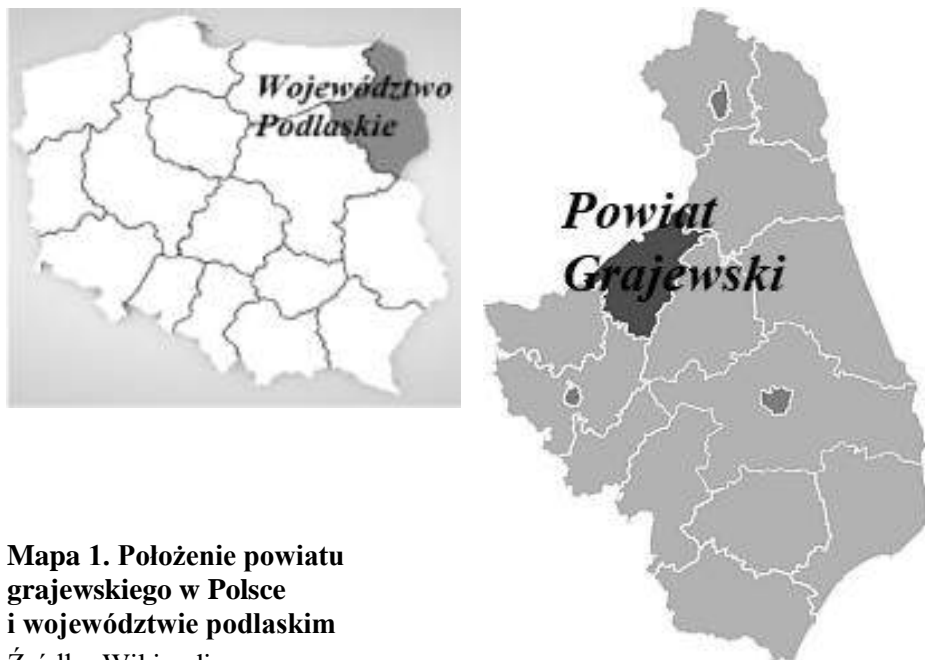 Województwo
Podlaskie
Powiat
Grajewski
Mapa 1. Położenie powiatu
grajewskiego w Polsce
i województwie podlaskim